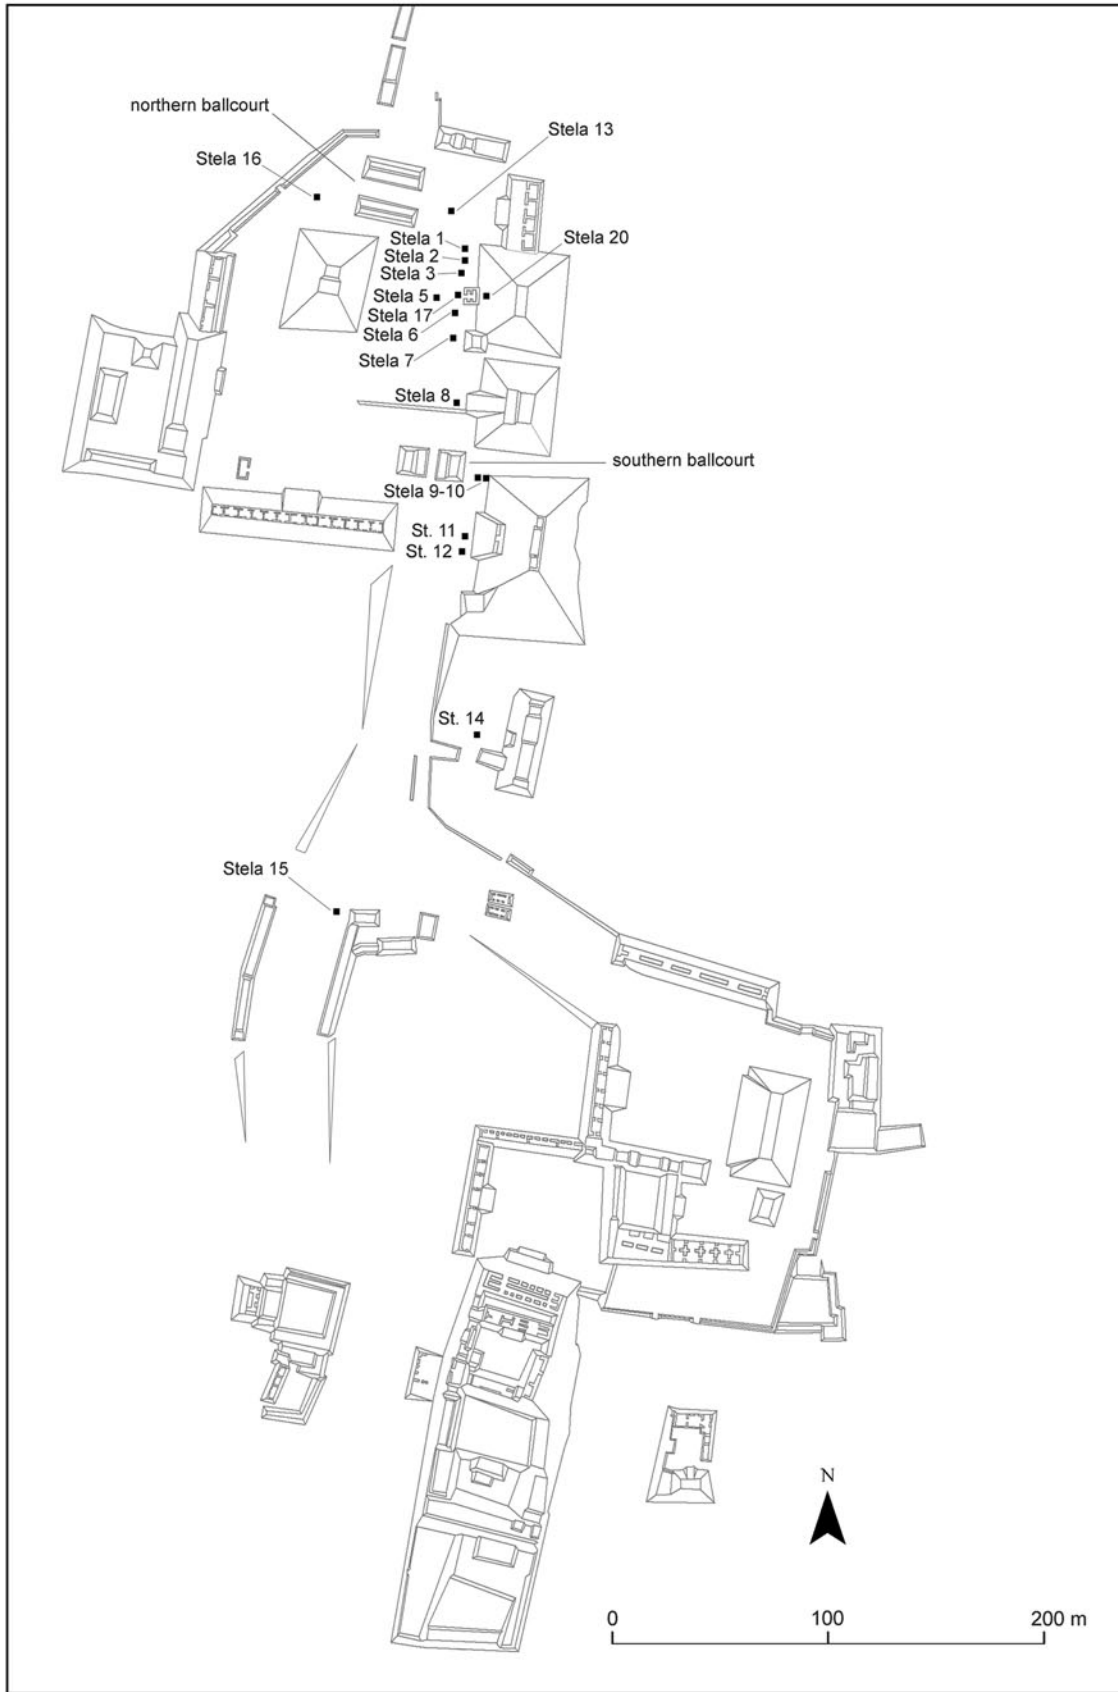 northern ballcourt
Stela 13
Stela 16
Stela 1
Stela 20
Stela 2
Stela 3
Stela 5
Stela 17
Stela 6
Stela 7
Stela 8
southern ballcourt
Stela 9-10
St. 11
St. 12
St. 14
Stela 15
N
0 100 200 m